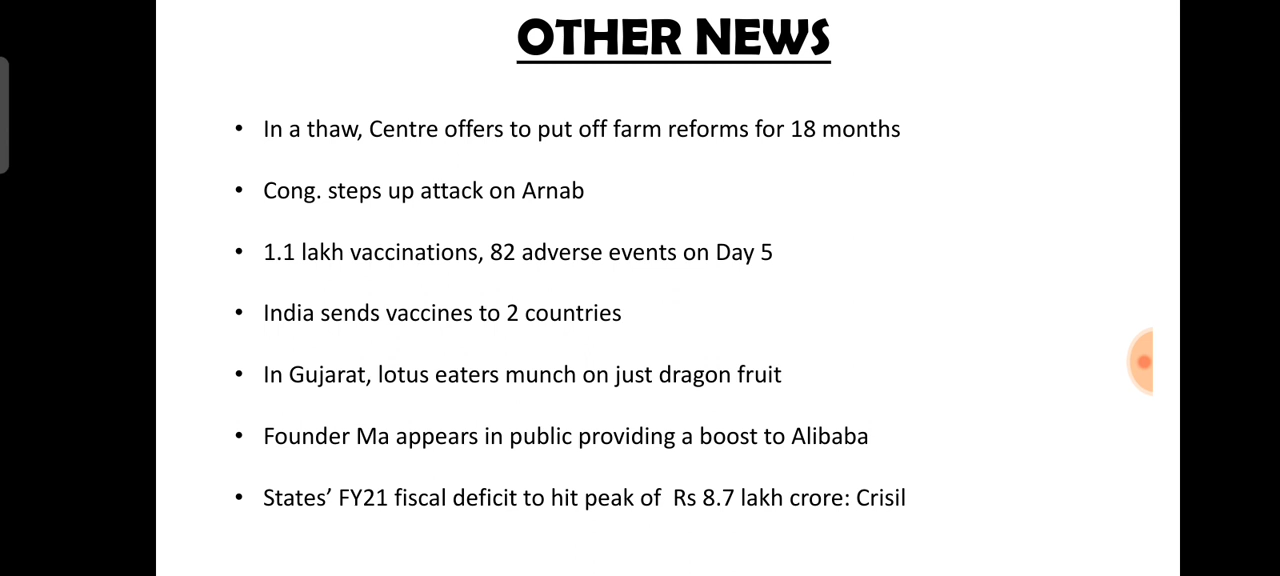 OTHER NEWS
• In a thaw, Centre offers to put off farm reforms for 18 months
• Cong. steps up attack on Arnab
• 1.1 lakh vaccinations, 82 adverse events on Day 5
• India sends vaccines to 2 countries
• In Gujarat, lotus eaters munch on just dragon fruit
• Founder Ma appears in public providing a boost to Alibaba
• States’ FY21 fiscal deficit to hit peak of  Rs 8.7 lakh crore: Crisil